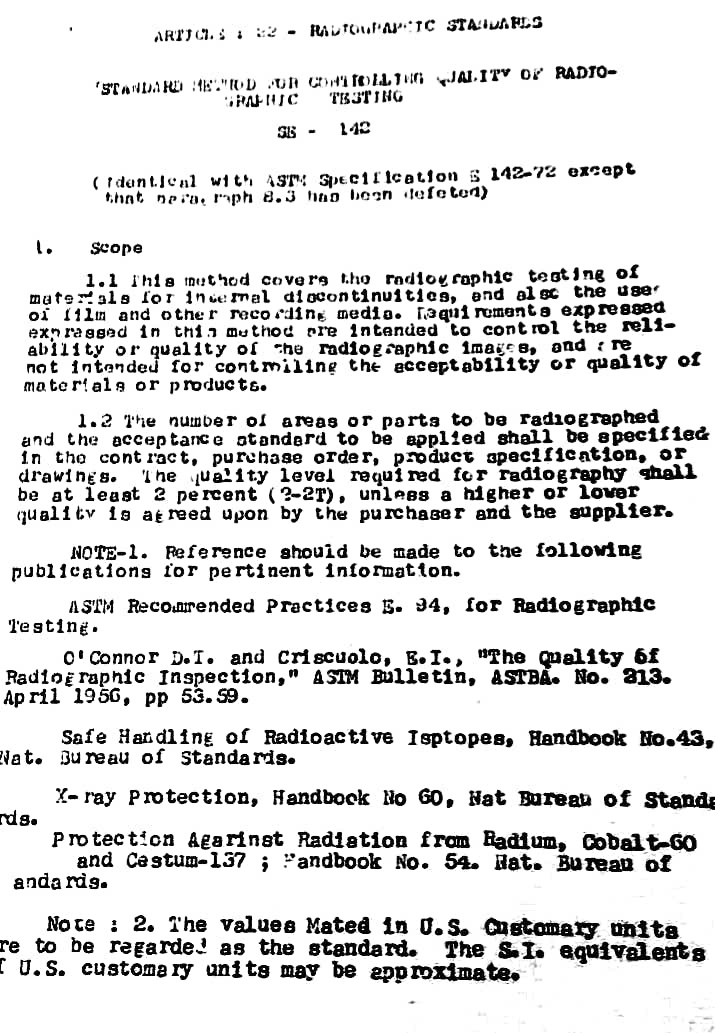 ARTICLE : 22 - RADIOGRAPHIC STANDARDS
STANDARD METHOD FOR CONTROLLING QUALITY OF RADIO-
GRAPHIC TESTING
SE - 142
(Identical with ASTM Specification E 142-72 except
that paragraph 8.3 has been defeted)
1. Scope
1.1 This method covers the radiographic testing of
materials for internal discontinuities, and also the use
of film and other recording media. Requirements expressed
exprassed in this method are intended to control the reli-
ability or quality of the radiographic images, and are
not intended for controiling the acceptability or quality of
materials or products.
1.2 The number of areas or parts to be radiographed
and the acceptance standard to be applied shall be specified
in the contract, purchase order, product specification, or
drawings. The quality level required for radiography shall
be at least 2 percent (2-2T), unless a higher or lower
quality is agreed upon by the purchaser and the supplier.
NOTE-1. Reference should be made to the following
publications for pertinent information.
ASTM Recommended Practices E. 94, for Radiographic
Testing.
O'Connor D.T. and Criscuolo, E.I., "The Quality of
Radiographic Inspection," ASTM Bulletin, ASTBA. No. 213.
April 1956, pp 53.59.
Safe Handling of Radioactive Isptopes, Handbook No.43,
Nat. Bureau of Standards.
X-ray Protection, Handbook No 60, Nat Bureau of Standa
rds.
Protection Agarinst Radiation from Radium, Cobalt-60
and Cestum-137 ; Handbook No. 54. Nat. Bureau of
andards.
Note : 2. The values Mated in U.S. Customary units
re to be regarded as the standard. The S.I. equivalents
f U.S. customary units may be approximate.